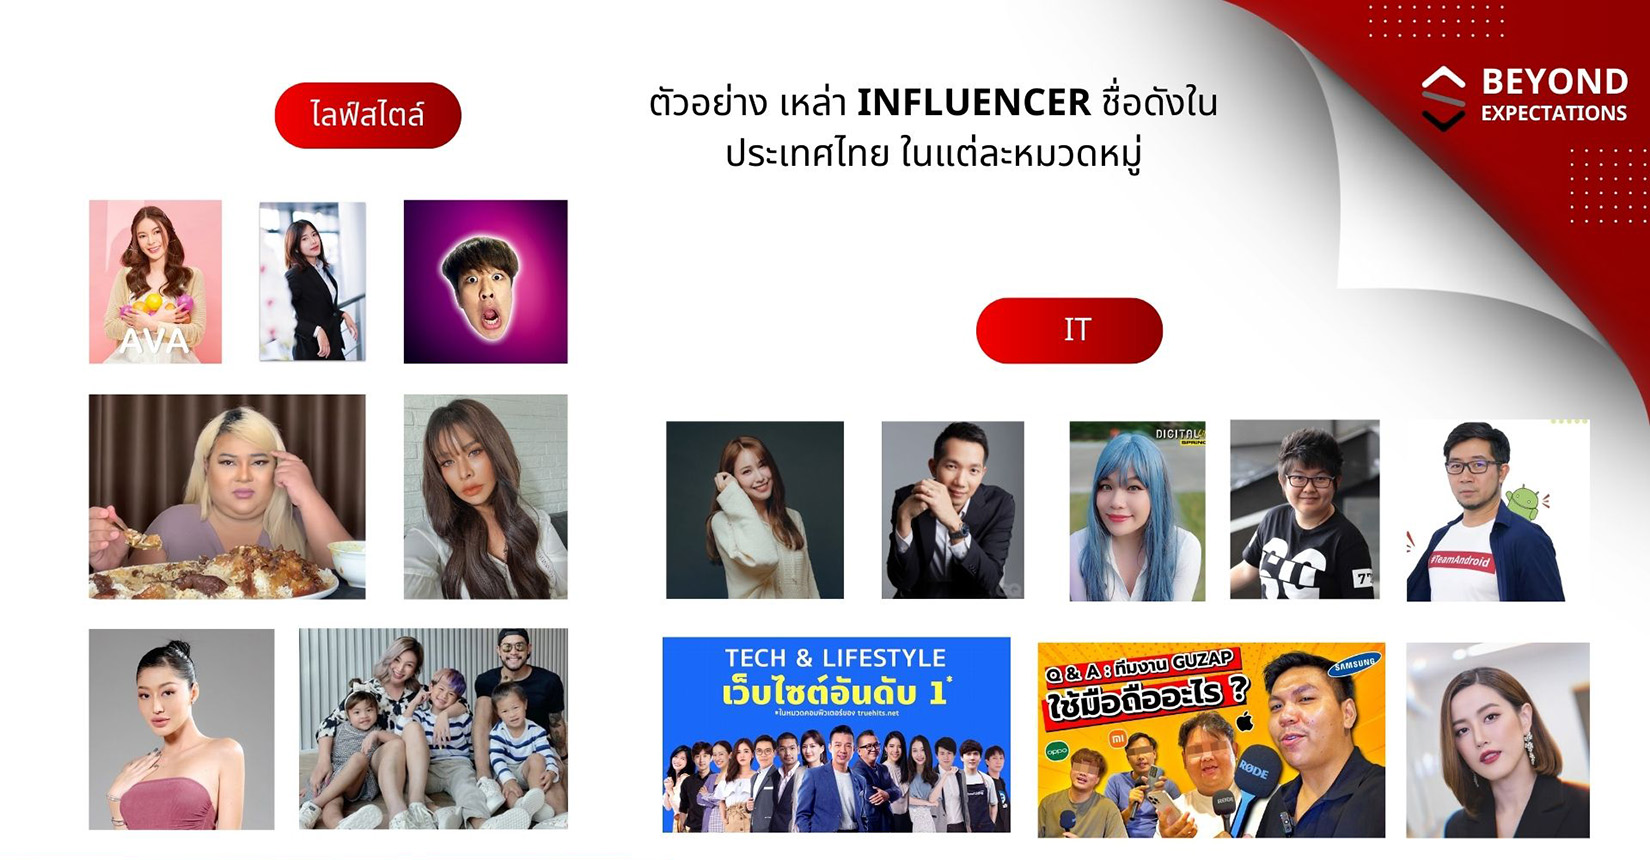 ไลฟ์สไตล์
ตัวอย่าง เหล่า INFLUENCER ชื่อดังใน
ประเทศไทย ในแต่ละหมวดหมู่
BEYOND
EXPECTATIONS
AVA
IT
DIGITAL
SPRING
77
#TeamAndroid
TECH & LIFESTYLE
เว็บไซต์อันดับ 1*
*ในหมวดคอมพิวเตอร์ของ truehits.net
Q & A : ทีมงาน GUZAP
ใช้มือถืออะไร ?
SAMSUNG
oppo
mi
RØDE
RØDE